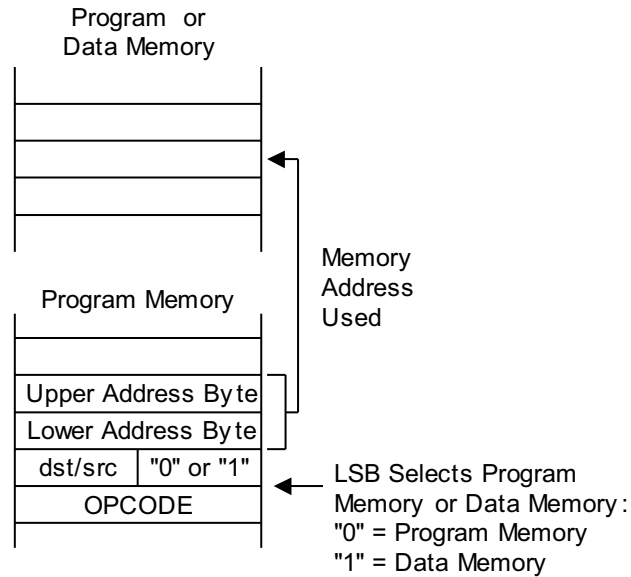 Program or
Data Memory
Memory
Address
Used
Program Memory
Upper Address Byte
Lower Address Byte
dst/src "0" or "1"
OPCODE
LSB Selects Program
Memory or Data Memory:
"0" = Program Memory
"1" = Data Memory